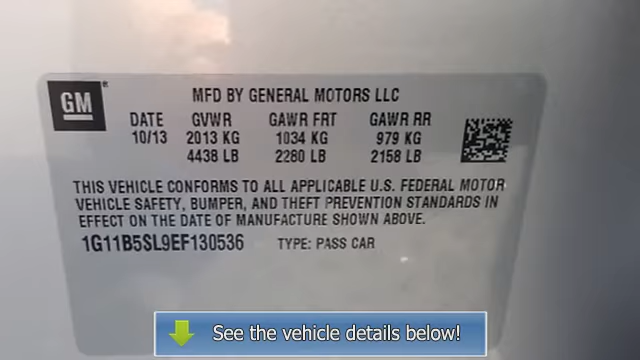 GM
MFD BY GENERAL MOTORS LLC
DATE GVWR GAWR FRT GAWR RR
10/13 2013 KG 1034 KG 979 KG
4438 LB 2280 LB 2158 LB
THIS VEHICLE CONFORMS TO ALL APPLICABLE U.S. FEDERAL MOTOR
VEHICLE SAFETY, BUMPER, AND THEFT PREVENTION STANDARDS IN
EFFECT ON THE DATE OF MANUFACTURE SHOWN ABOVE.
1G11B5SL9EF130536 TYPE: PASS CAR
See the vehicle details below!